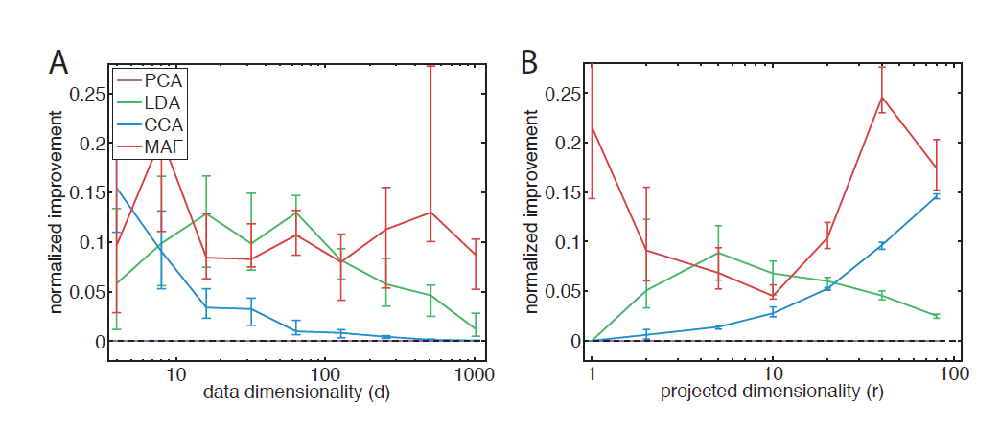 A
PCA
LDA
CCA
MAF
0.25
0.2
0.15
0.1
0.05
0
normalized improvement
10
100
1000
data dimensionality (d)
B
0.25
0.2
0.15
0.1
0.05
0
normalized improvement
1
10
100
projected dimensionality (r)